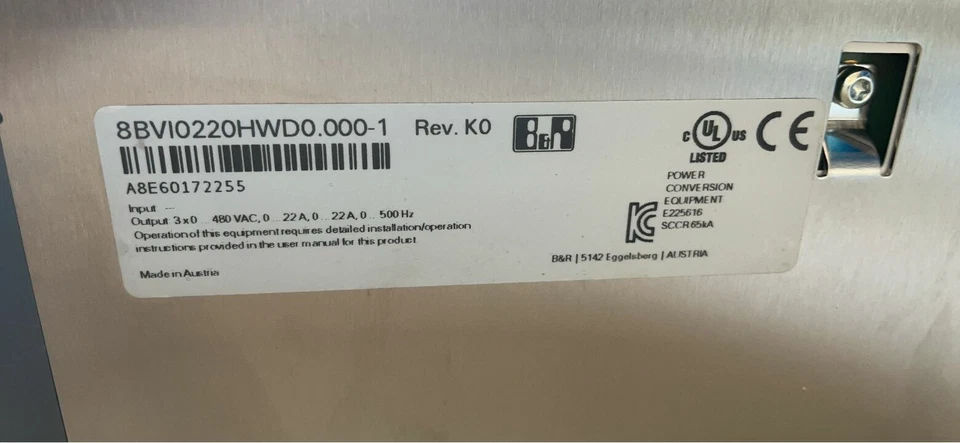 8BVI0220HWD0.000-1 Rev. K0 B&R
A8E60172255
Input: ---
Output: 3 x 0 ... 480 VAC, 0 ... 22 A, 0 ... 22 A, 0 ... 500 Hz
Operation of this equipment requires detailed installation/operation
instructions provided in the user manual for this product.
Made in Austria
C UL US CE
LISTED
POWER
CONVERSION
EQUIPMENT
E225616
SCCR 65kA
KC
B&R | 5142 Eggelsberg | AUSTRIA